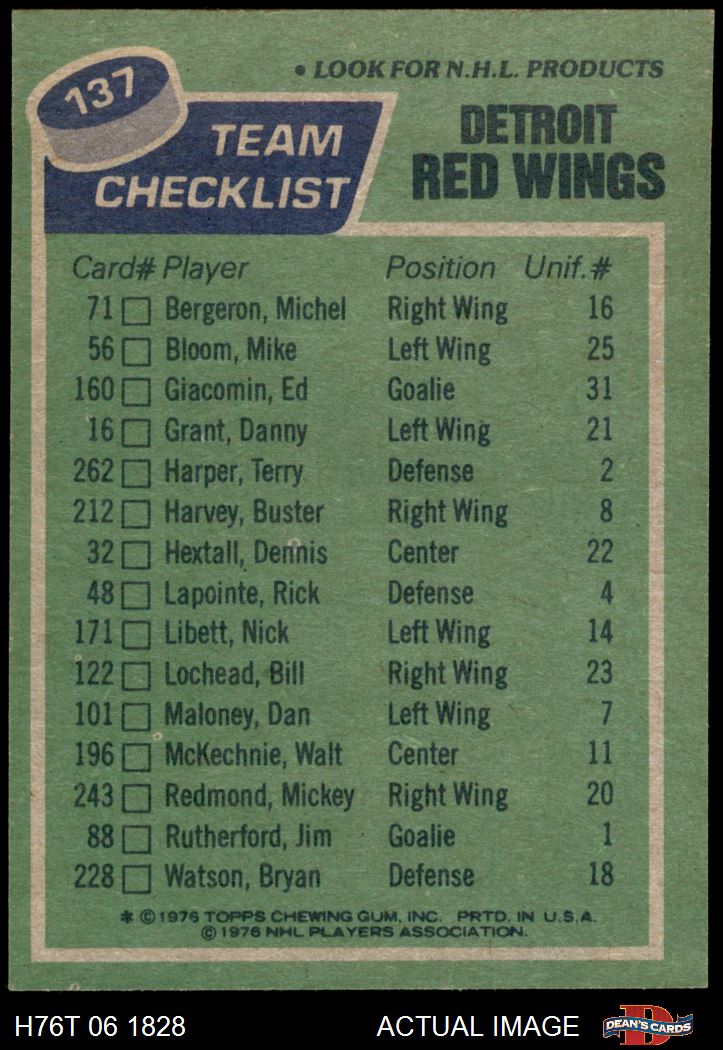 137
• LOOK FOR N.H.L. PRODUCTS
TEAM CHECKLIST
DETROIT RED WINGS
Card# Player Position Unif.#
71 Bergeron, Michel Right Wing 16
56 Bloom, Mike Left Wing 25
160 Giacomin, Ed Goalie 31
16 Grant, Danny Left Wing 21
262 Harper, Terry Defense 2
212 Harvey, Buster Right Wing 8
32 Hextall, Dennis Center 22
48 Lapointe, Rick Defense 4
171 Libett, Nick Left Wing 14
122 Lochead, Bill Right Wing 23
101 Maloney, Dan Left Wing 7
196 McKechnie, Walt Center 11
243 Redmond, Mickey Right Wing 20
88 Rutherford, Jim Goalie 1
228 Watson, Bryan Defense 18
* ©1976 TOPPS CHEWING GUM, INC. PRTD. IN U.S.A.
©1976 NHL PLAYERS ASSOCIATION.
H76T 06 1828 ACTUAL IMAGE
D
DEAN'S CARDS